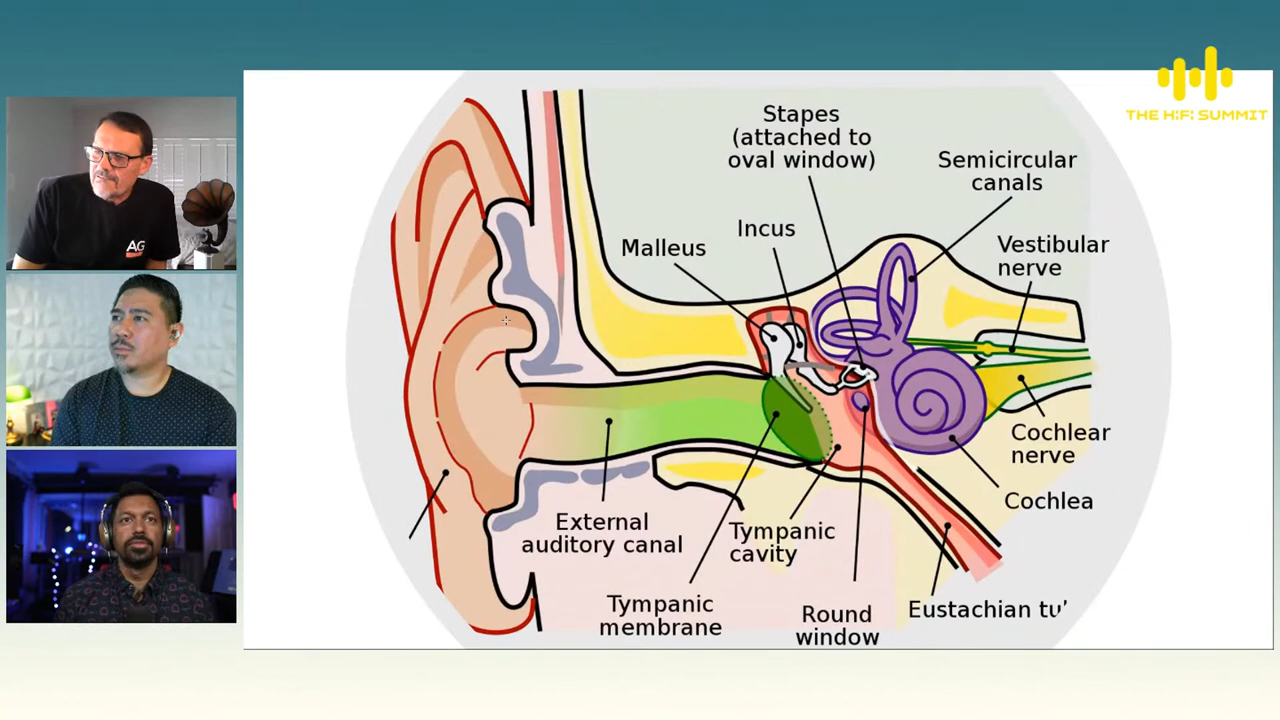 THE HIFI SUMMIT
AG
Stapes
(attached to
oval window)
Semicircular
canals
Incus
Malleus
Vestibular
nerve
Cochlear
nerve
Cochlea
External
auditory canal
Tympanic
cavity
Tympanic
membrane
Round
window
Eustachian tu